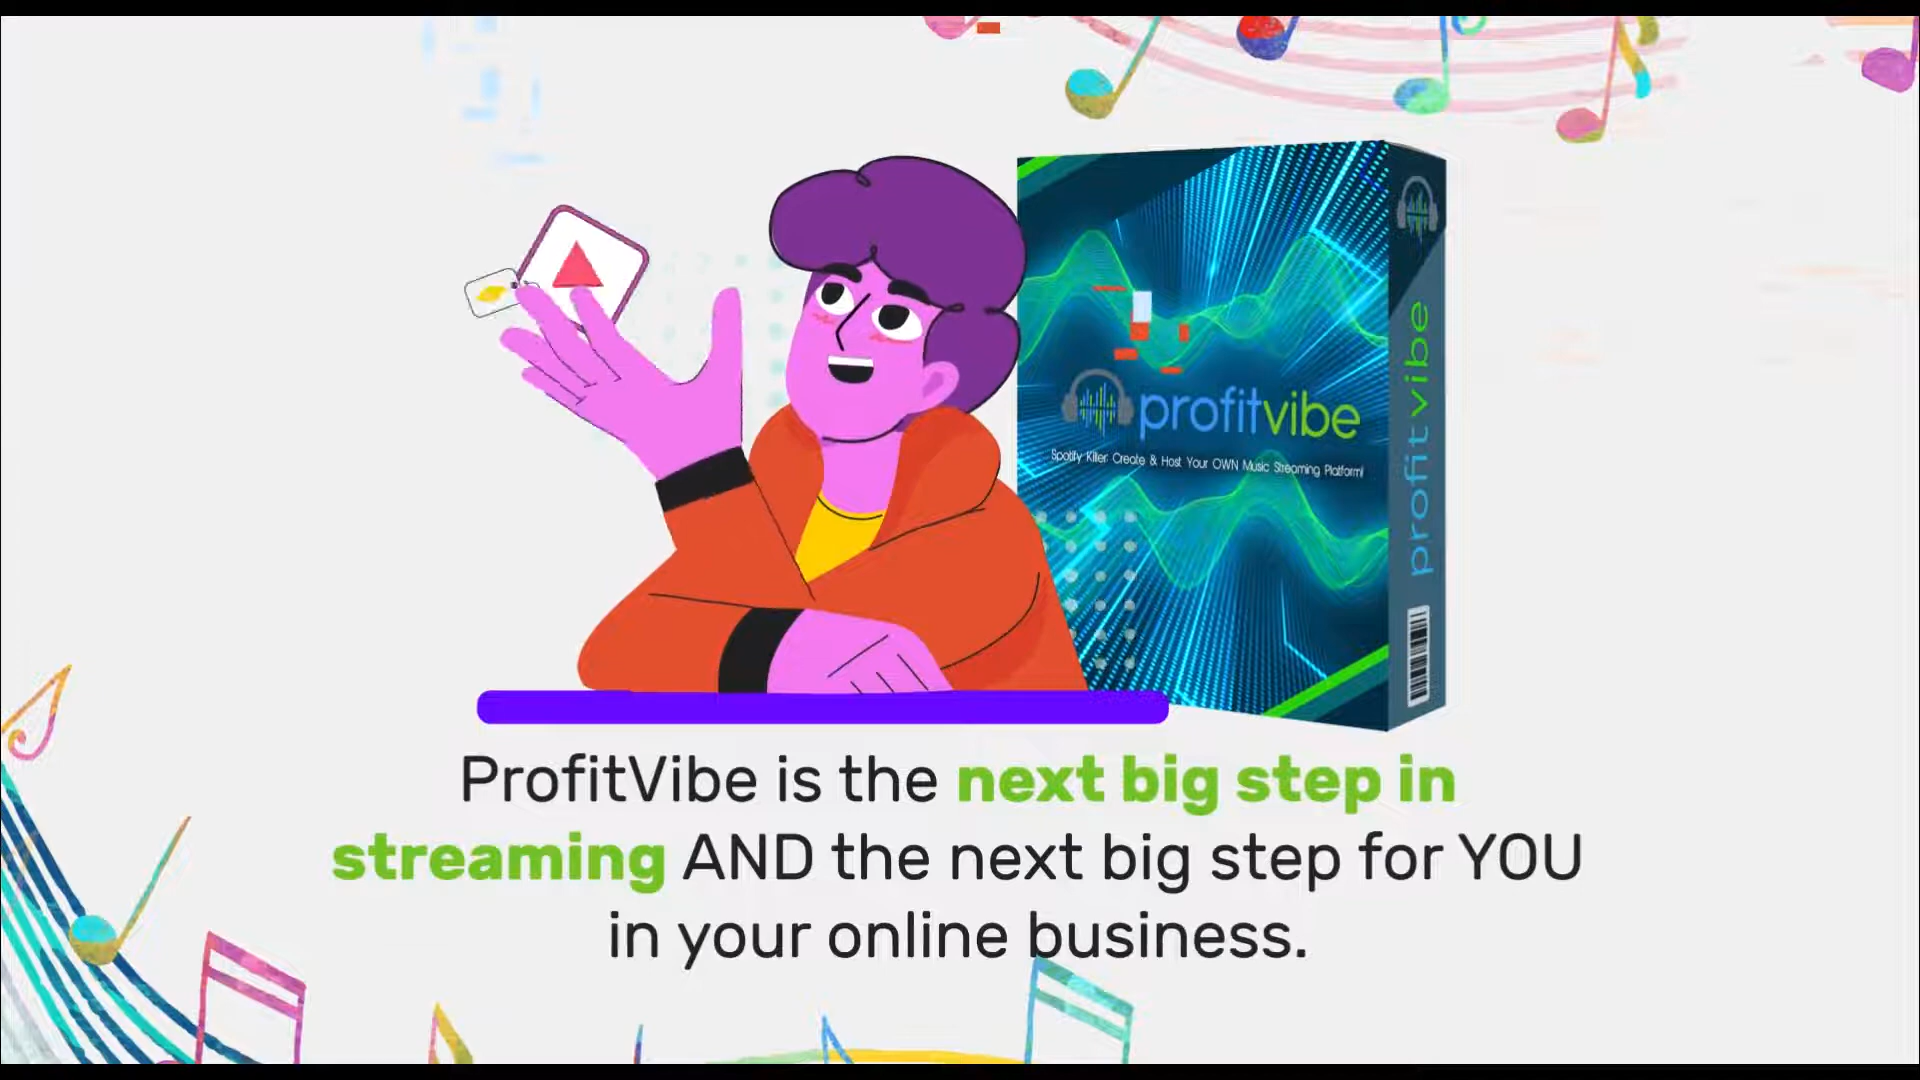 profitvibe
Spotify Killer: Create & Host Your OWN Music Streaming Platform!
profitvibe
ProfitVibe is the next big step in
streaming AND the next big step for YOU
in your online business.